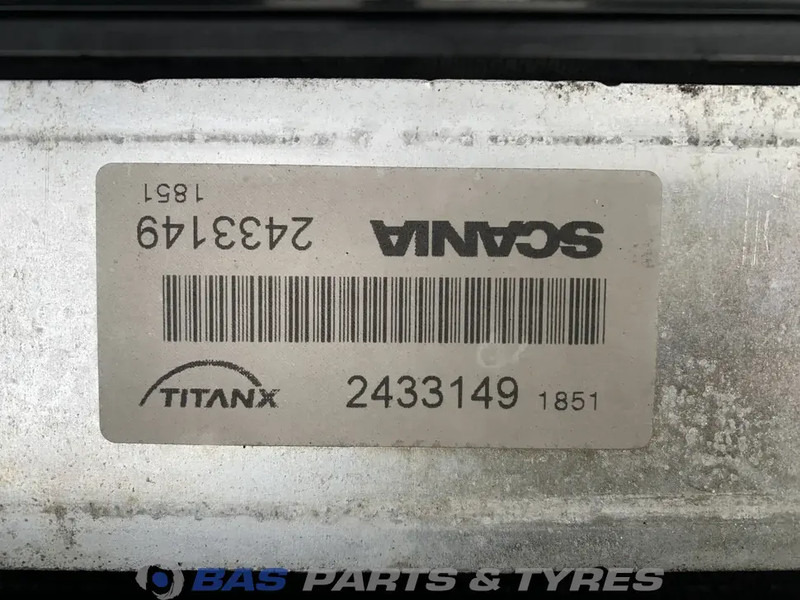 1851
2433149 SCANIA
TITANX 2433149 1851
BAS PARTS & TYRES